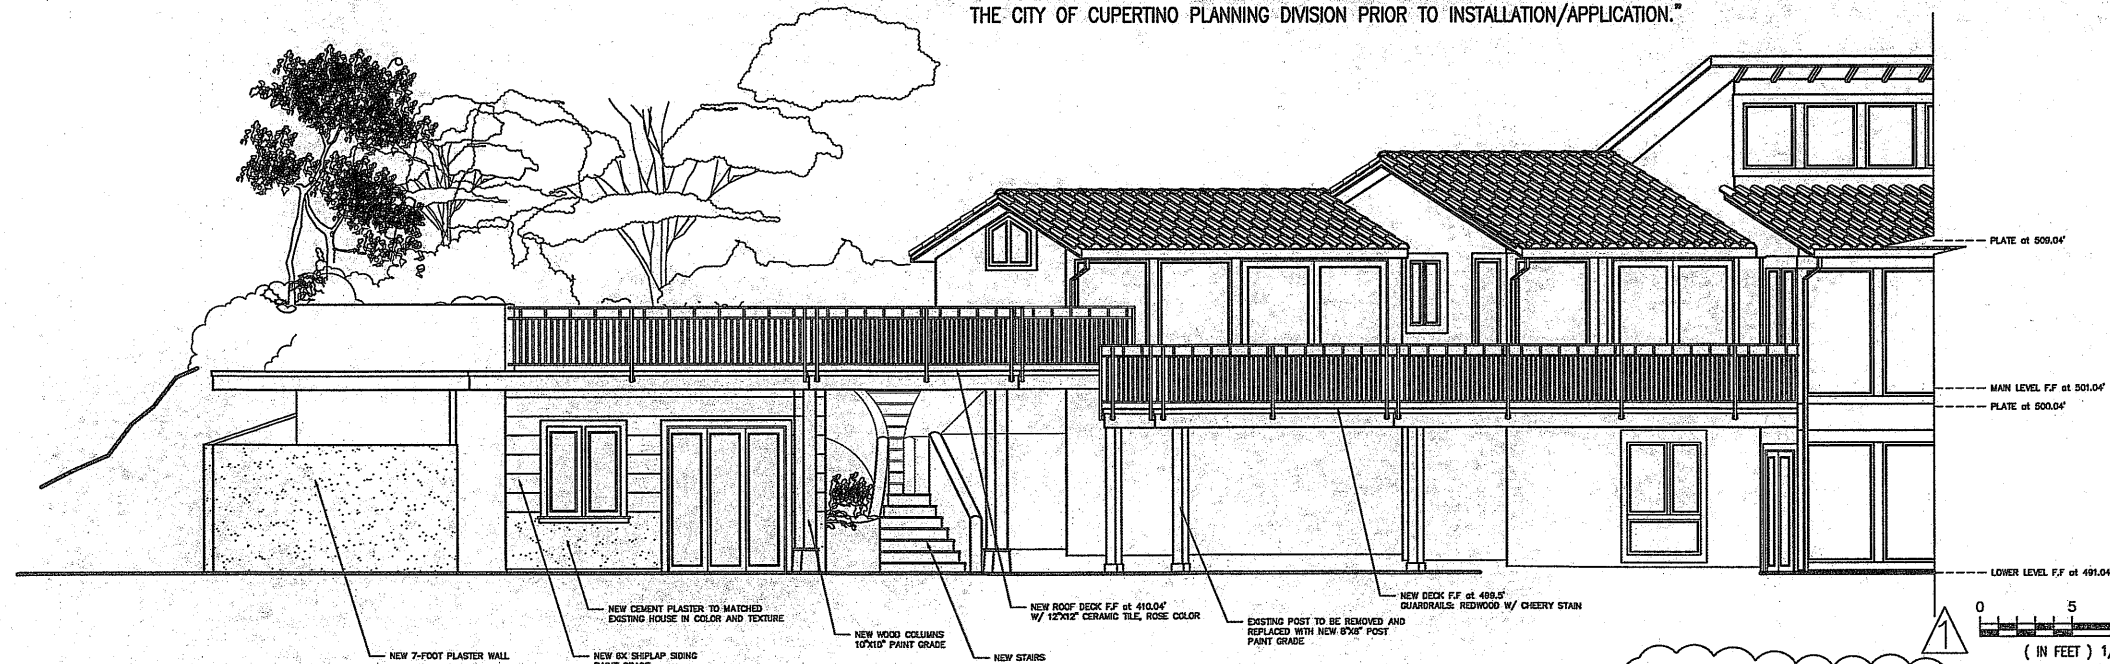 THE CITY OF CUPERTINO PLANNING DIVISION PRIOR TO INSTALLATION/APPLICATION."
PLATE at 509.04'
MAIN LEVEL F.F at 501.04'
PLATE at 500.04'
LOWER LEVEL F.F at 491.04
NEW CEMENT PLASTER TO MATCHED
EXISTING HOUSE IN COLOR AND TEXTURE
NEW ROOF DECK F.F at 410.04'
W/ 12"X12" CERAMIC TILE, ROSE COLOR
NEW DECK F.F at 499.5'
GUARDRAILS: REDWOOD W/ CHEERY STAIN
EXISTING POST TO BE REMOVED AND
REPLACED WITH NEW 8"X8" POST
PAINT GRADE
NEW WOOD COLUMNS
10"X10" PAINT GRADE
NEW 7-FOOT PLASTER WALL
NEW 6X SHIPLAP SIDING
PAINT GRADE
NEW STAIRS
1
0 5
( IN FEET ) 1/